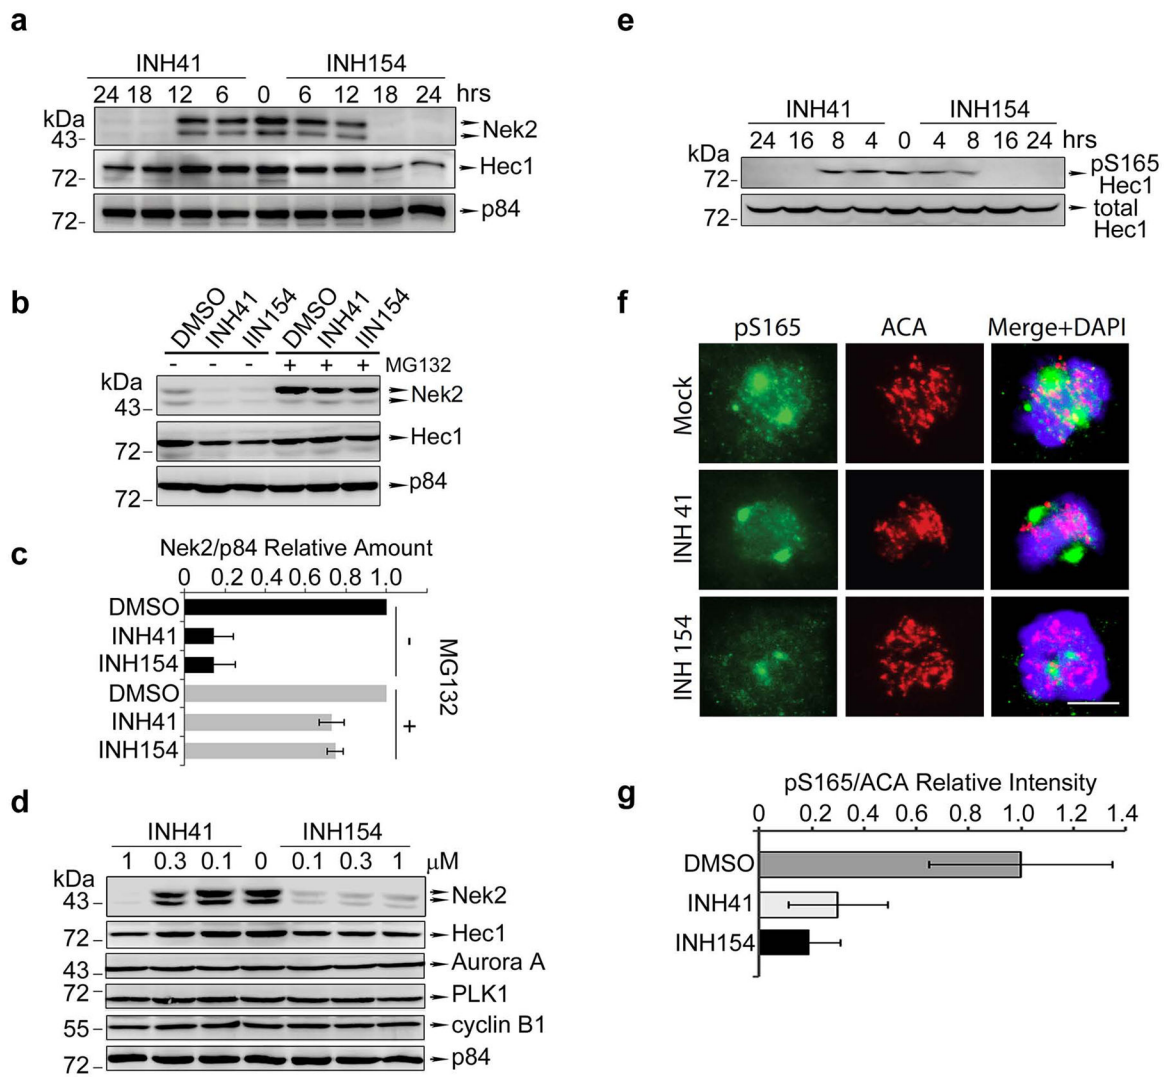 a
INH41 INH154
24 18 12 6 0 6 12 18 24 hrs
kDa
43- Nek2
72- Hec1
72- p84
b
DMSO INH41 IIN154 DMSO INH41 IIN154
- - - + + + MG132
kDa
43- Nek2
72- Hec1
72- p84
c
Nek2/p84 Relative Amount
0 0.2 0.4 0.6 0.8 1.0
DMSO
INH41
INH154
-
DMSO
INH41
INH154
+
MG132
d
INH41 INH154
1 0.3 0.1 0 0.1 0.3 1 μM
kDa
43- Nek2
72- Hec1
43- Aurora A
72- PLK1
55- cyclin B1
72- p84
e
INH41 INH154
24 16 8 4 0 4 8 16 24 hrs
kDa
72- pS165
Hec1
72- total
Hec1
f
pS165 ACA Merge+DAPI
Mock
INH 41
INH 154
g
pS165/ACA Relative Intensity
0 0.2 0.4 0.6 0.8 1.0 1.2 1.4
DMSO
INH41
INH154